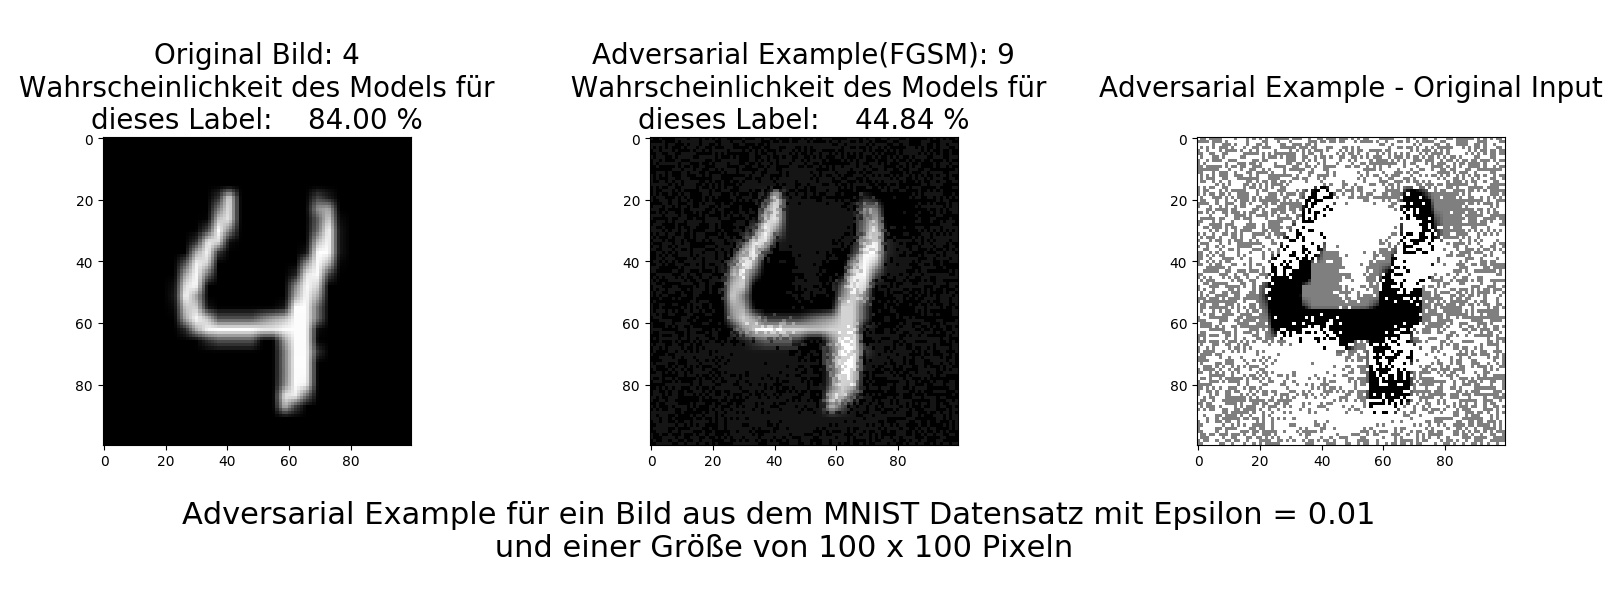 Original Bild: 4
Wahrscheinlichkeit des Models für
dieses Label: 84.00 %
0
20
40
60
80
0 20 40 60 80
Adversarial Example(FGSM): 9
Wahrscheinlichkeit des Models für
dieses Label: 44.84 %
0
20
40
60
80
0 20 40 60 80
Adversarial Example - Original Input
0
20
40
60
80
0 20 40 60 80
Adversarial Example für ein Bild aus dem MNIST Datensatz mit Epsilon = 0.01
und einer Größe von 100 x 100 Pixeln